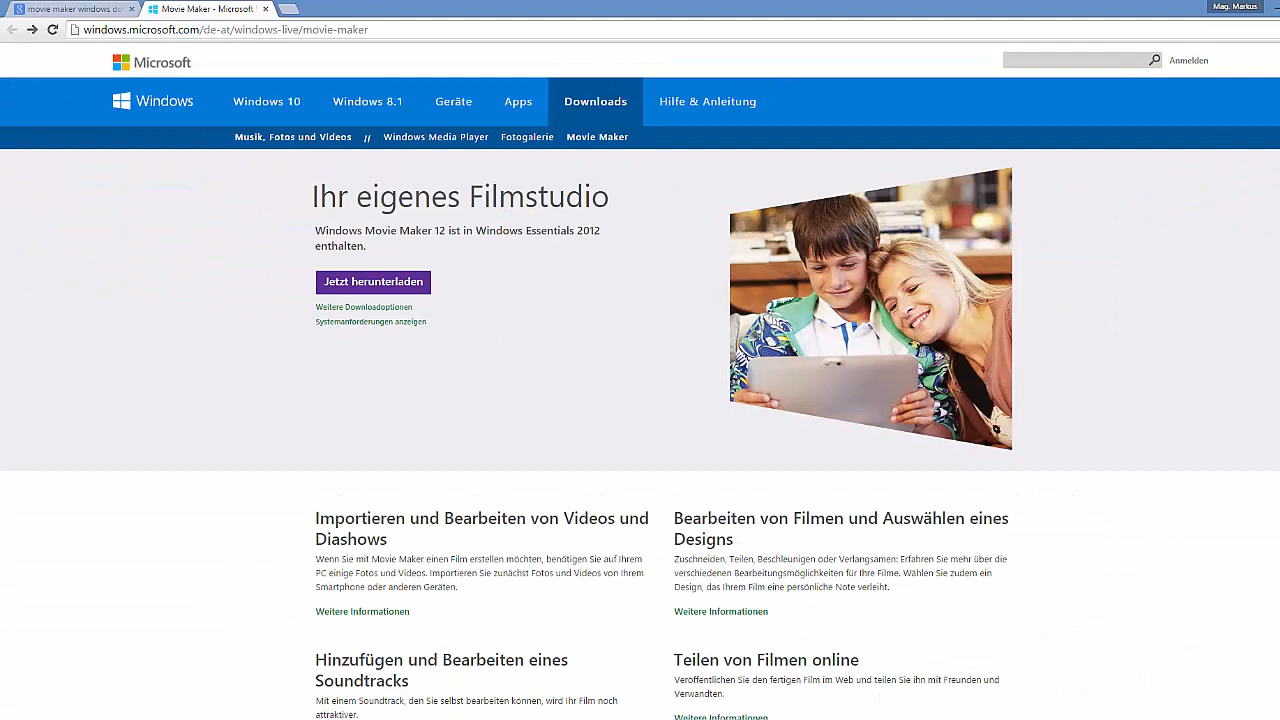 movie maker windows do
Movie Maker - Microsoft
Mag. Markus
windows.microsoft.com/de-at/windows-live/movie-maker
Microsoft
Anmelden
Windows
Windows 10
Windows 8.1
Geräte
Apps
Downloads
Hilfe & Anleitung
Musik, Fotos und Videos // Windows Media Player Fotogalerie Movie Maker
Ihr eigenes Filmstudio
Windows Movie Maker 12 ist in Windows Essentials 2012
enthalten.
Jetzt herunterladen
Weitere Downloadoptionen
Systemanforderungen anzeigen
Importieren und Bearbeiten von Videos und
Diashows
Wenn Sie mit Movie Maker einen Film erstellen möchten, benötigen Sie auf Ihrem
PC einige Fotos und Videos. Importieren Sie zunächst Fotos und Videos von Ihrem
Smartphone oder anderen Geräten.
Weitere Informationen
Bearbeiten von Filmen und Auswählen eines
Designs
Zuschneiden, Teilen, Beschleunigen oder Verlangsamen: Erfahren Sie mehr über die
verschiedenen Bearbeitungsmöglichkeiten für Ihre Filme. Wählen Sie zudem ein
Design, das Ihrem Film eine persönliche Note verleiht.
Weitere Informationen
Hinzufügen und Bearbeiten eines
Soundtracks
Mit einem Soundtrack, den Sie selbst bearbeiten können, wird Ihr Film noch
attraktiver.
Teilen von Filmen online
Veröffentlichen Sie den fertigen Film im Web und teilen Sie ihn mit Freunden und
Verwandten.
Weitere Informationen